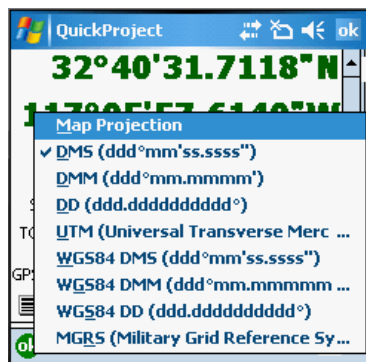 QuickProject
ok
32°40'31.7118"N
Map Projection
DMS (ddd°mm'ss.ssss")
DMM (ddd°mm.mmmm')
DD (ddd.dddddddddd°)
UTM (Universal Transverse Merc ...
WGS84 DMS (ddd°mm'ss.ssss")
WGS84 DMM (ddd°mm.mmmmmm ...
WGS84 DD (ddd.dddddddddd°)
MGRS (Military Grid Reference Sy...